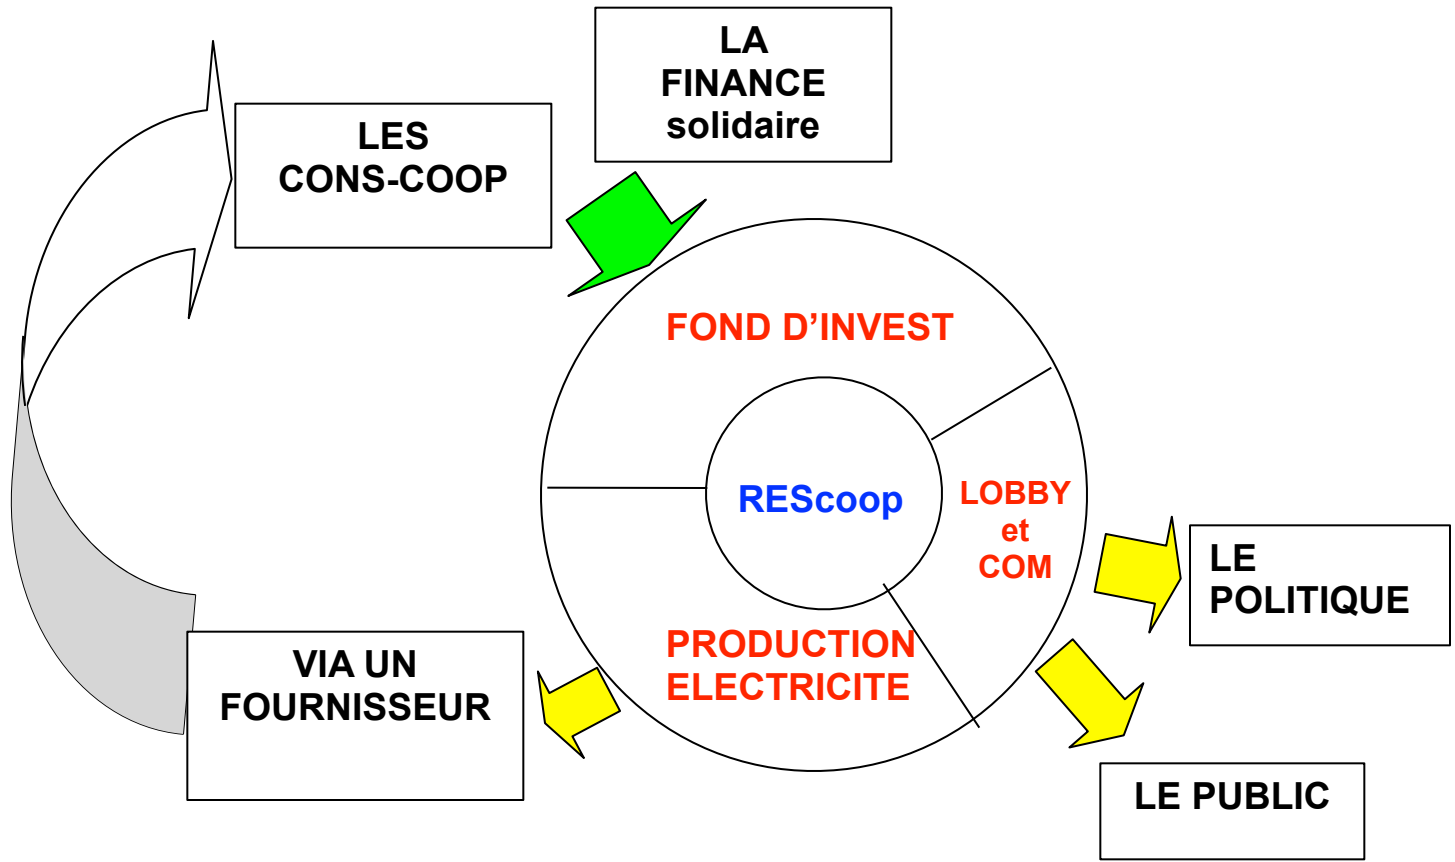 LA
FINANCE
solidaire
LES
CONS-COOP
FOND D’INVEST
REScoop
LOBBY
et
COM
LE
POLITIQUE
PRODUCTION
ELECTRICITE
VIA UN
FOURNISSEUR
LE PUBLIC